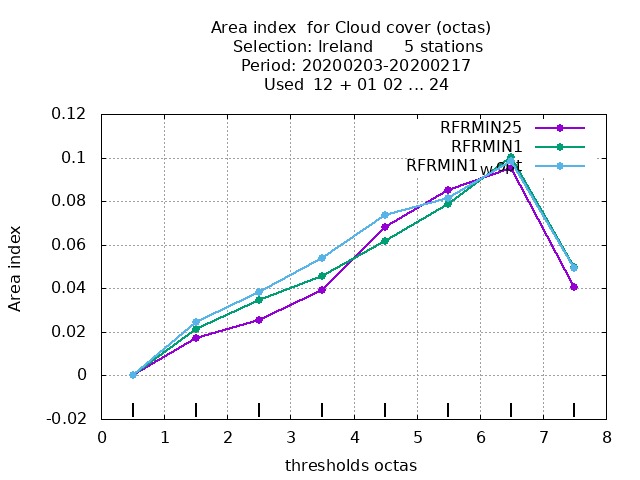 Area index  for Cloud cover (octas)
Selection: Ireland      5 stations
Period: 20200203-20200217
Used  12 + 01 02 ... 24
RFRMIN25
RFRMIN1
RFRMIN1wopt
Area index
0.12
0.1
0.08
0.06
0.04
0.02
0
-0.02
0 1 2 3 4 5 6 7 8
thresholds octas